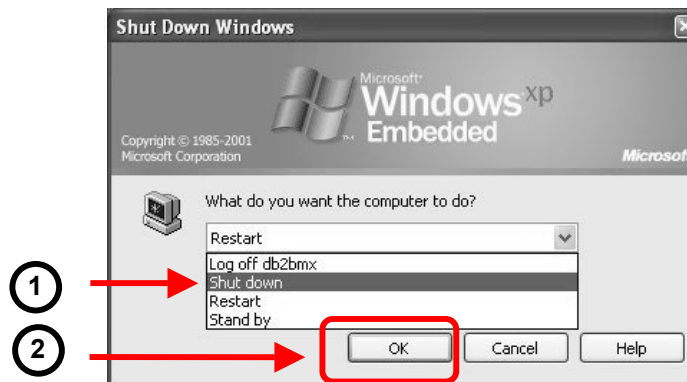 Shut Down Windows
Microsoft
Windows xp
Embedded
Copyright © 1985-2001
Microsoft Corporation
Microsoft
What do you want the computer to do?
Restart
Log off db2bmx
1
Shut down
Restart
Stand by
2
OK Cancel Help